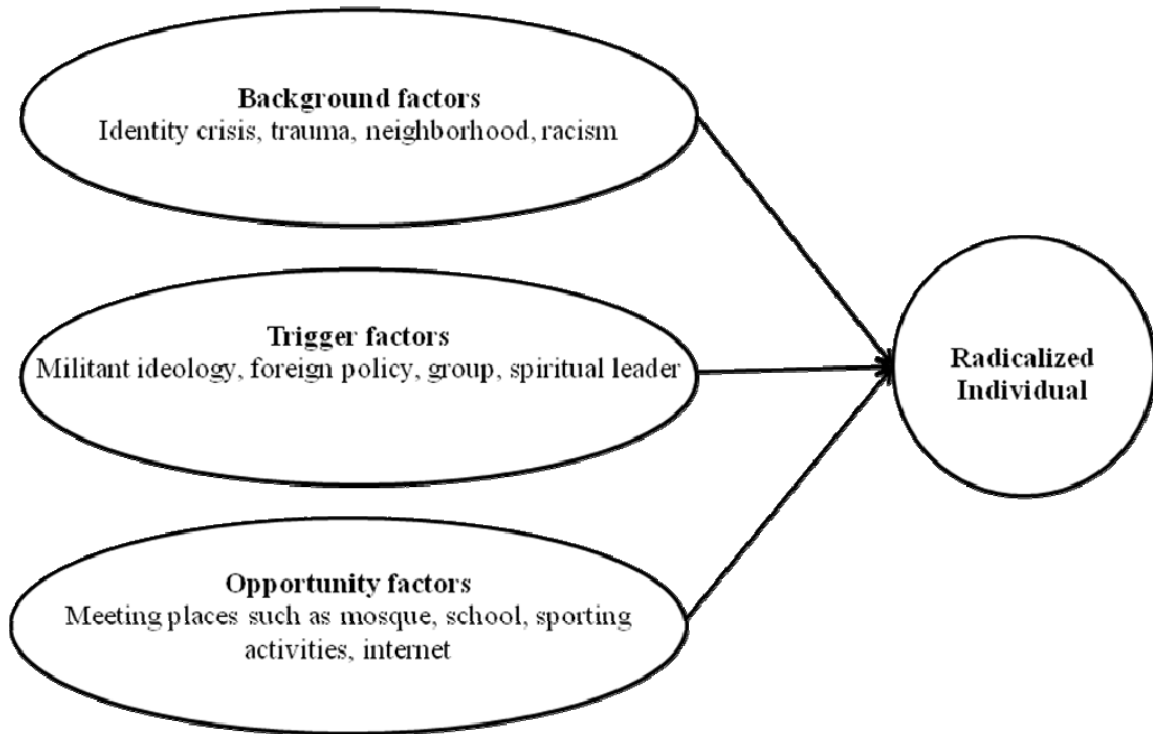 Background factors
Identity crisis, trauma, neighborhood, racism
Trigger factors
Militant ideology, foreign policy, group, spiritual leader
Radicalized
Individual
Opportunity factors
Meeting places such as mosque, school, sporting
activities, internet